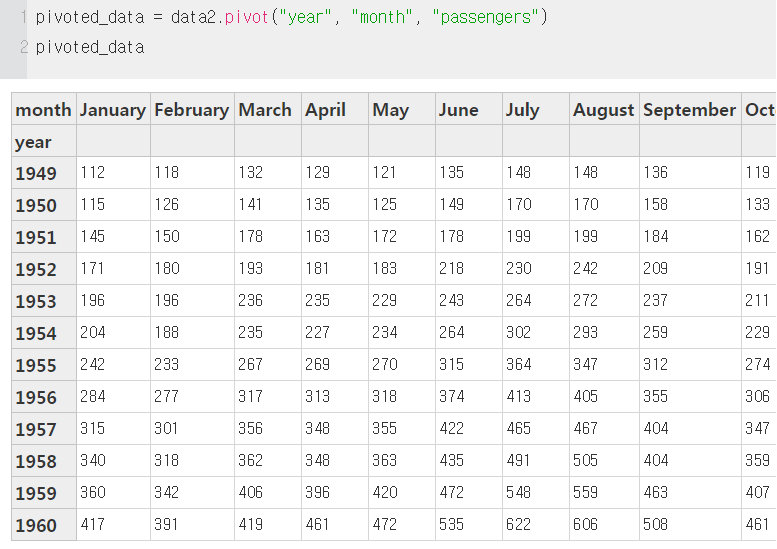 1 pivoted_data = data2.pivot("year", "month", "passengers")
2 pivoted_data
month January February March April May June July August September Oct
year
1949 112 118 132 129 121 135 148 148 136 119
1950 115 126 141 135 125 149 170 170 158 133
1951 145 150 178 163 172 178 199 199 184 162
1952 171 180 193 181 183 218 230 242 209 191
1953 196 196 236 235 229 243 264 272 237 211
1954 204 188 235 227 234 264 302 293 259 229
1955 242 233 267 269 270 315 364 347 312 274
1956 284 277 317 313 318 374 413 405 355 306
1957 315 301 356 348 355 422 465 467 404 347
1958 340 318 362 348 363 435 491 505 404 359
1959 360 342 406 396 420 472 548 559 463 407
1960 417 391 419 461 472 535 622 606 508 461